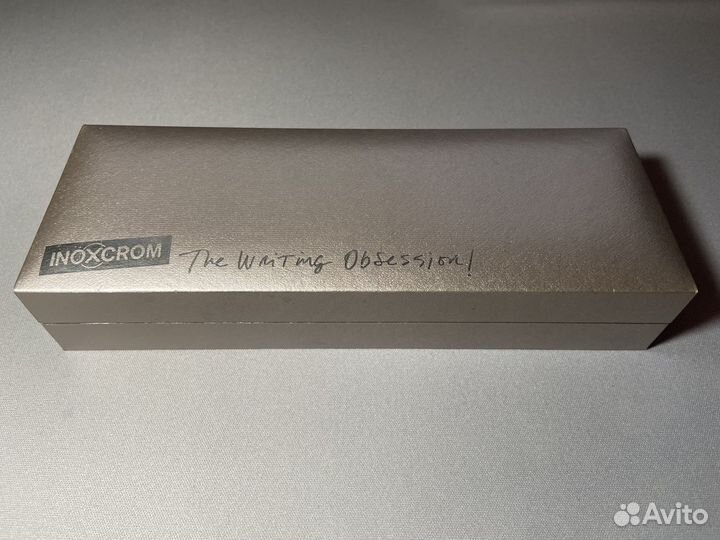 INOXCROM The Writing Obsession!
Avito